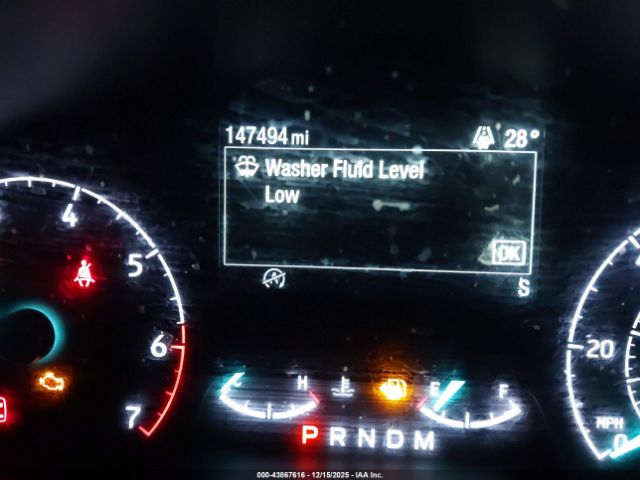 147494 mi 28°
Washer Fluid Level
Low
OK
S
4
5
6
7
C H E F
P R N D M
20
MPH
0
000-43867616 - 12/15/2025 - IAA Inc.